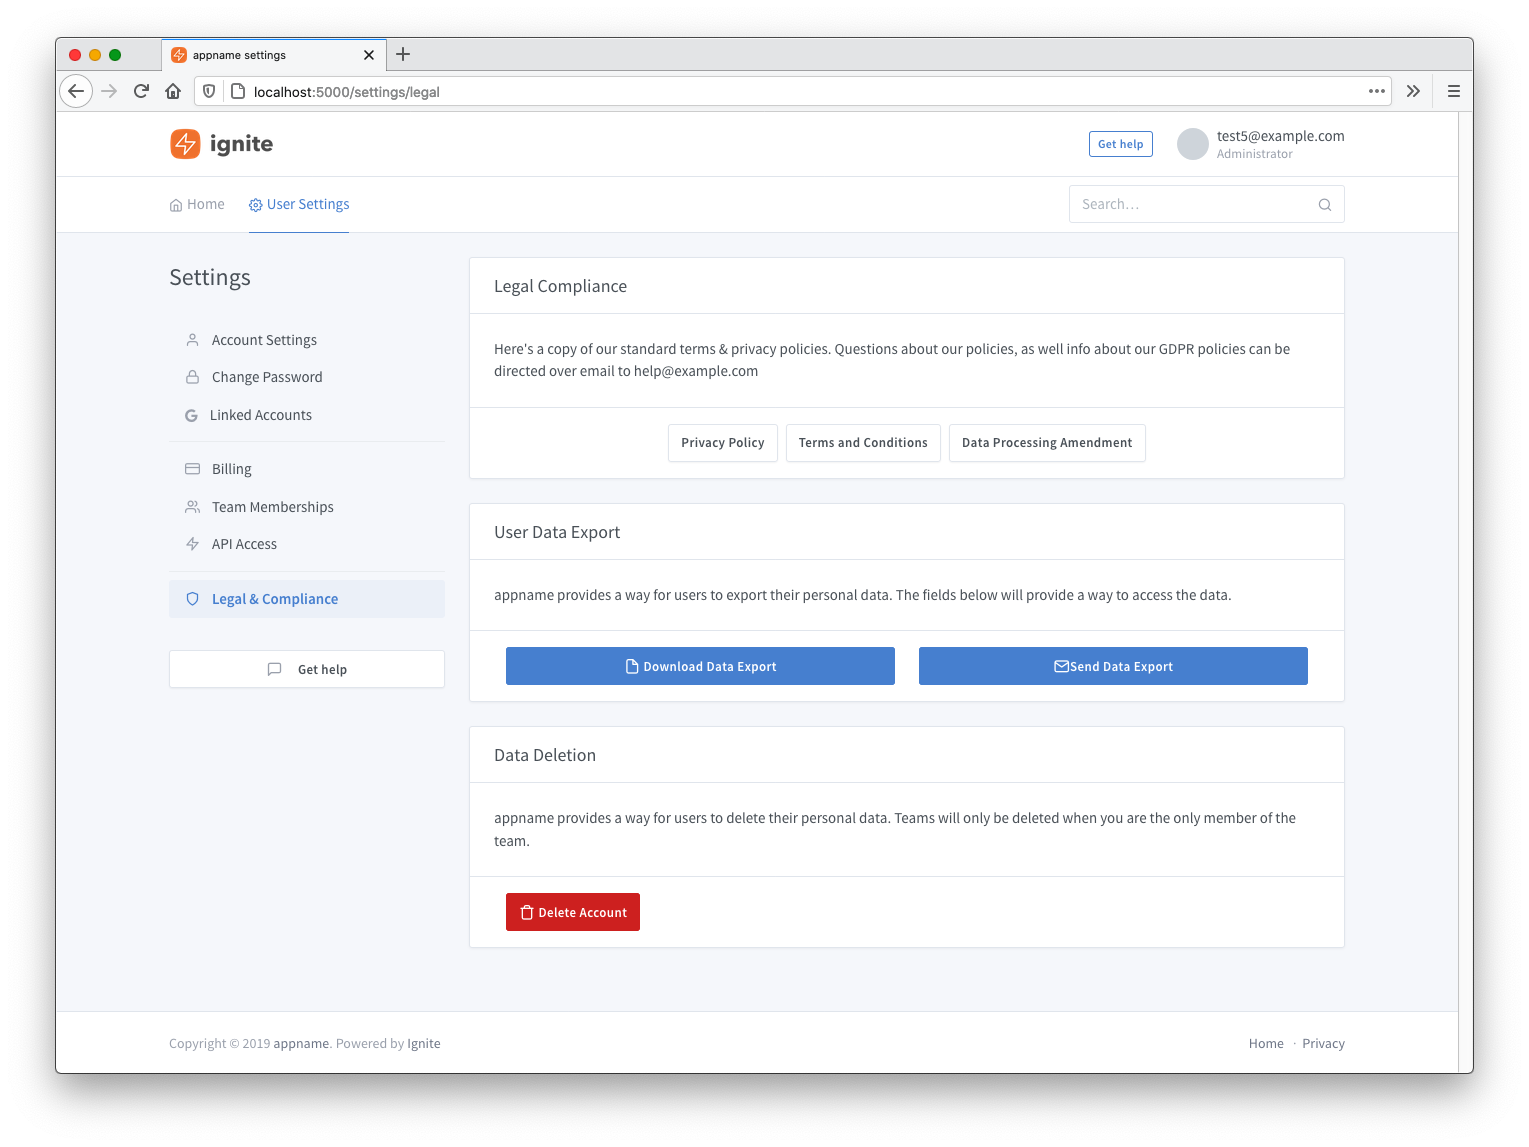 appname settings
localhost:5000/settings/legal
ignite
Get help
test5@example.com
Administrator
Home
User Settings
Search...
Settings
Account Settings
Change Password
Linked Accounts
Billing
Team Memberships
API Access
Legal & Compliance
Get help
Legal Compliance
Here's a copy of our standard terms & privacy policies. Questions about our policies, as well info about our GDPR policies can be
directed over email to help@example.com
Privacy Policy
Terms and Conditions
Data Processing Amendment
User Data Export
appname provides a way for users to export their personal data. The fields below will provide a way to access the data.
Download Data Export
Send Data Export
Data Deletion
appname provides a way for users to delete their personal data. Teams will only be deleted when you are the only member of the
team.
Delete Account
Copyright © 2019 appname. Powered by Ignite
Home · Privacy